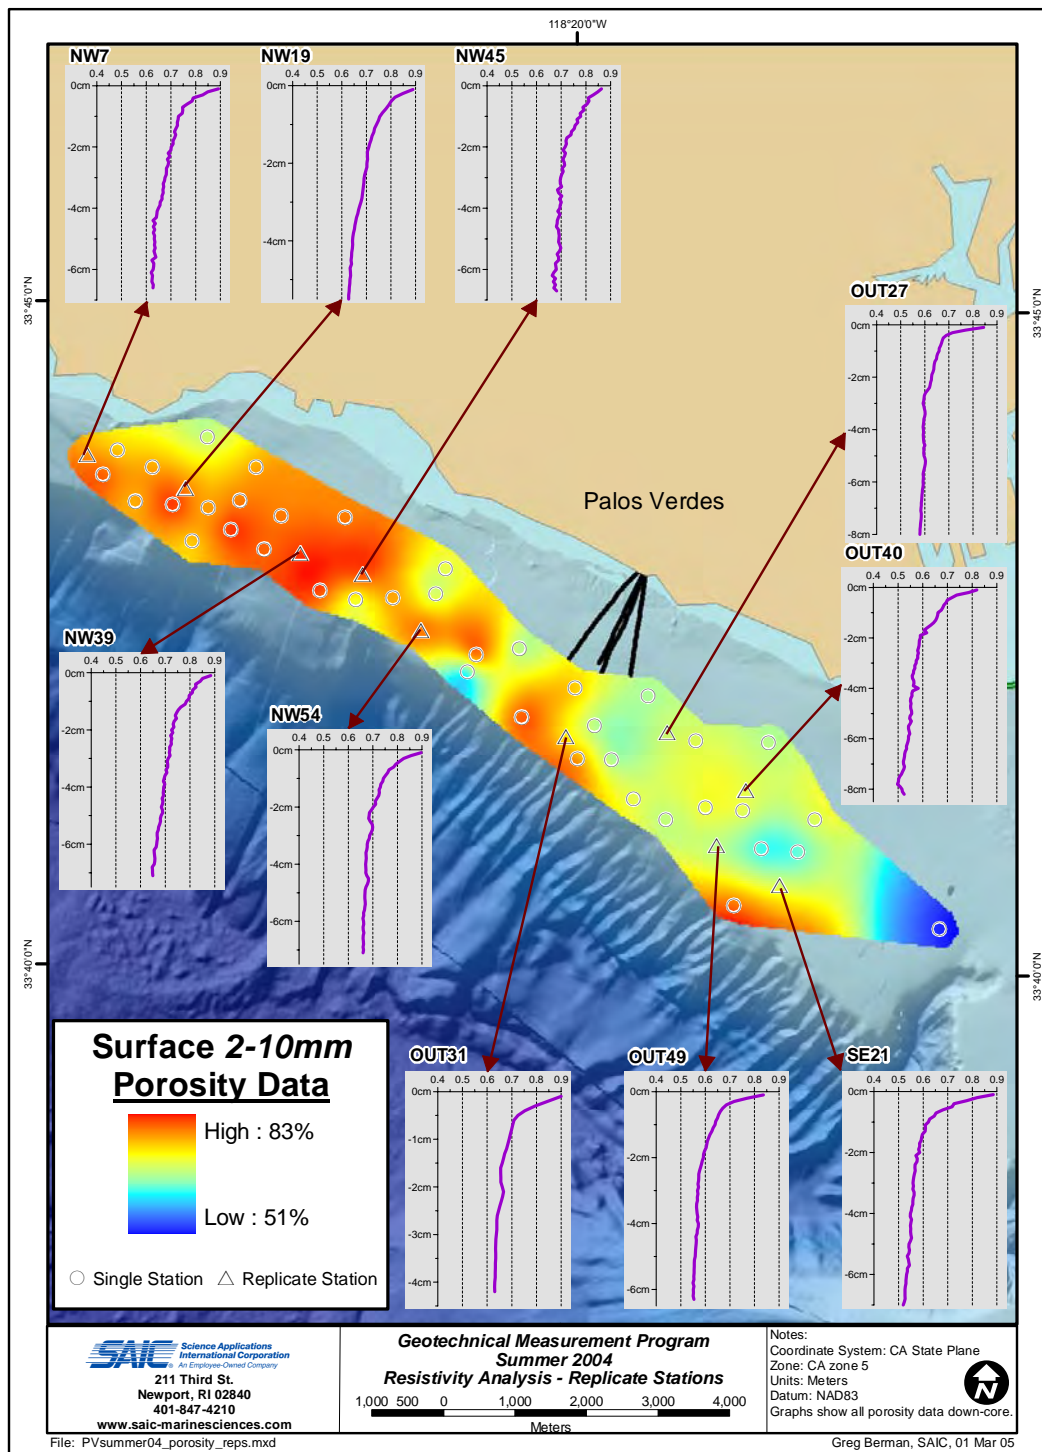 118°20'0"W
NW7
0.4 0.5 0.6 0.7 0.8 0.9
0cm
-2cm
-4cm
-6cm
NW19
0.4 0.5 0.6 0.7 0.8 0.9
0cm
-2cm
-4cm
NW45
0.4 0.5 0.6 0.7 0.8 0.9
0cm
-2cm
-4cm
-6cm
33°45'0"N
33°45'0"N
OUT27
0.4 0.5 0.6 0.7 0.8 0.9
0cm
-2cm
-4cm
-6cm
-8cm
Palos Verdes
OUT40
0.4 0.5 0.6 0.7 0.8 0.9
0cm
-2cm
-4cm
-6cm
-8cm
NW39
0.4 0.5 0.6 0.7 0.8 0.9
0cm
-2cm
-4cm
-6cm
NW54
0.4 0.5 0.6 0.7 0.8 0.9
0cm
-2cm
-4cm
-6cm
33°40'0"N
33°40'0"N
OUT31
0.4 0.5 0.6 0.7 0.8 0.9
0cm
-1cm
-2cm
-3cm
-4cm
OUT49
0.4 0.5 0.6 0.7 0.8 0.9
0cm
-2cm
-4cm
-6cm
SE21
0.4 0.5 0.6 0.7 0.8 0.9
0cm
-2cm
-4cm
-6cm
Surface 2-10mm
Porosity Data
High : 83%
Low : 51%
Single Station
Replicate Station
SAIC
Science Applications
International Corporation
An Employee-Owned Company
211 Third St.
Newport, RI 02840
401-847-4210
www.saic-marinesciences.com
Geotechnical Measurement Program
Summer 2004
Resistivity Analysis - Replicate Stations
1,000 500 0 1,000 2,000 3,000 4,000
Meters
Notes:
Coordinate System: CA State Plane
Zone: CA zone 5
Units: Meters
Datum: NAD83
Graphs show all porosity data down-core.
N
File: PVsummer04_porosity_reps.mxd
Greg Berman, SAIC, 01 Mar 05